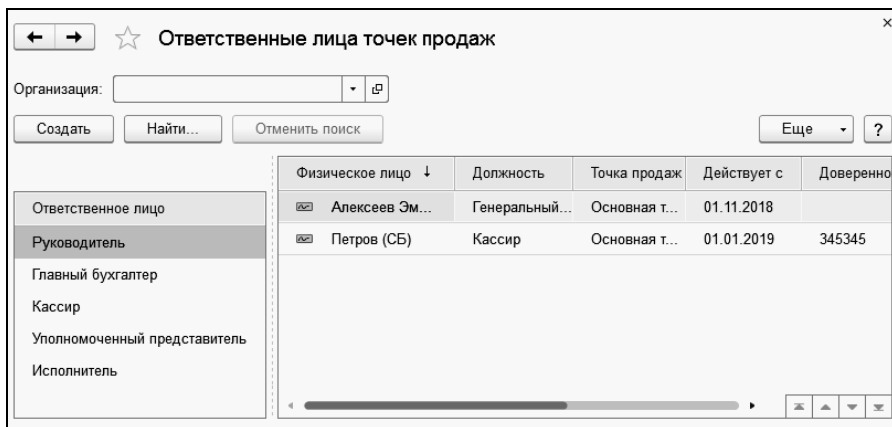 Ответственные лица точек продаж
×
Организация:
Создать Найти... Отменить поиск Еще ?
Физическое лицо ↓ Должность Точка продаж Действует с Доверенно
Ответственное лицо
Руководитель
Главный бухгалтер
Кассир
Уполномоченный представитель
Исполнитель
Алексеев Эм... Генеральный... Основная т... 01.11.2018
Петров (СБ) Кассир Основная т... 01.01.2019 345345